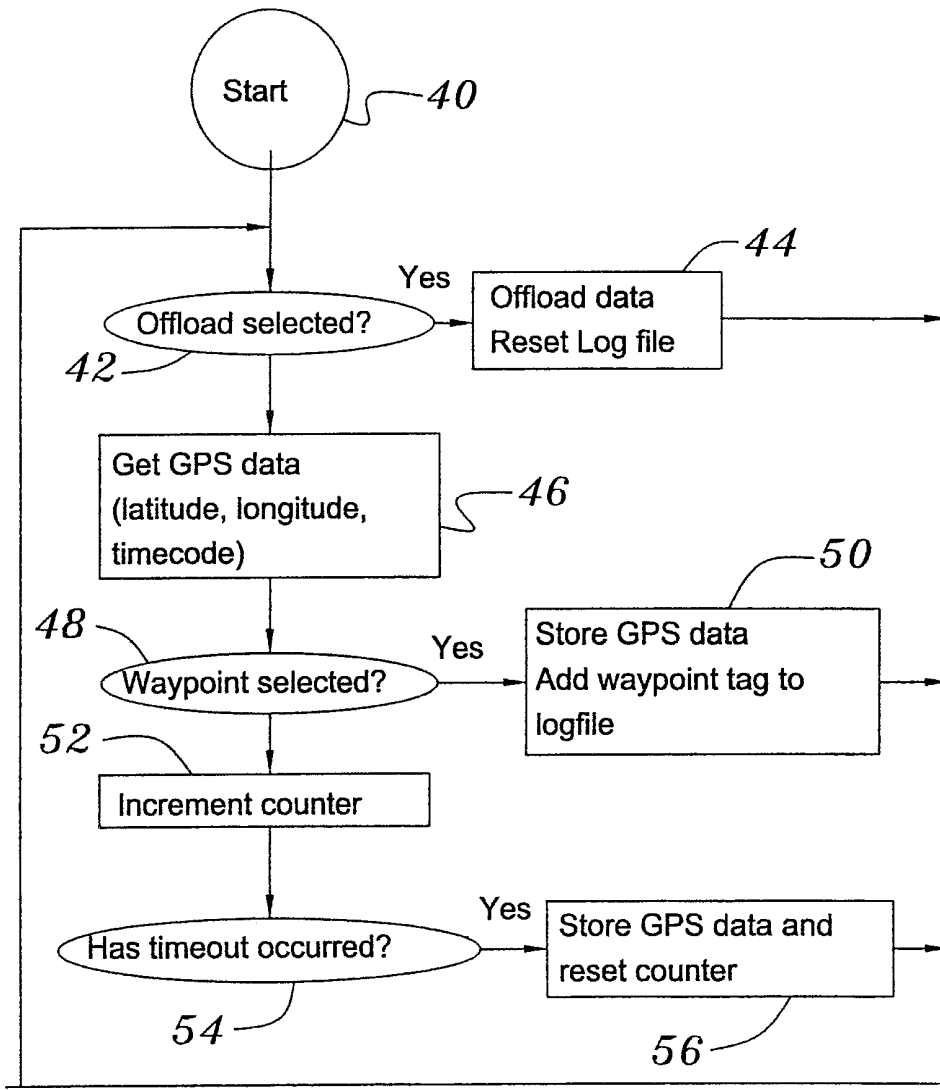 Start
40
Yes
44
Offload selected?
42
Offload data
Reset Log file
Get GPS data
(latitude, longitude,
timecode)
46
48
Waypoint selected?
Yes
50
Store GPS data
Add waypoint tag to
logfile
52
Increment counter
Has timeout occurred?
54
Yes
Store GPS data and
reset counter
56